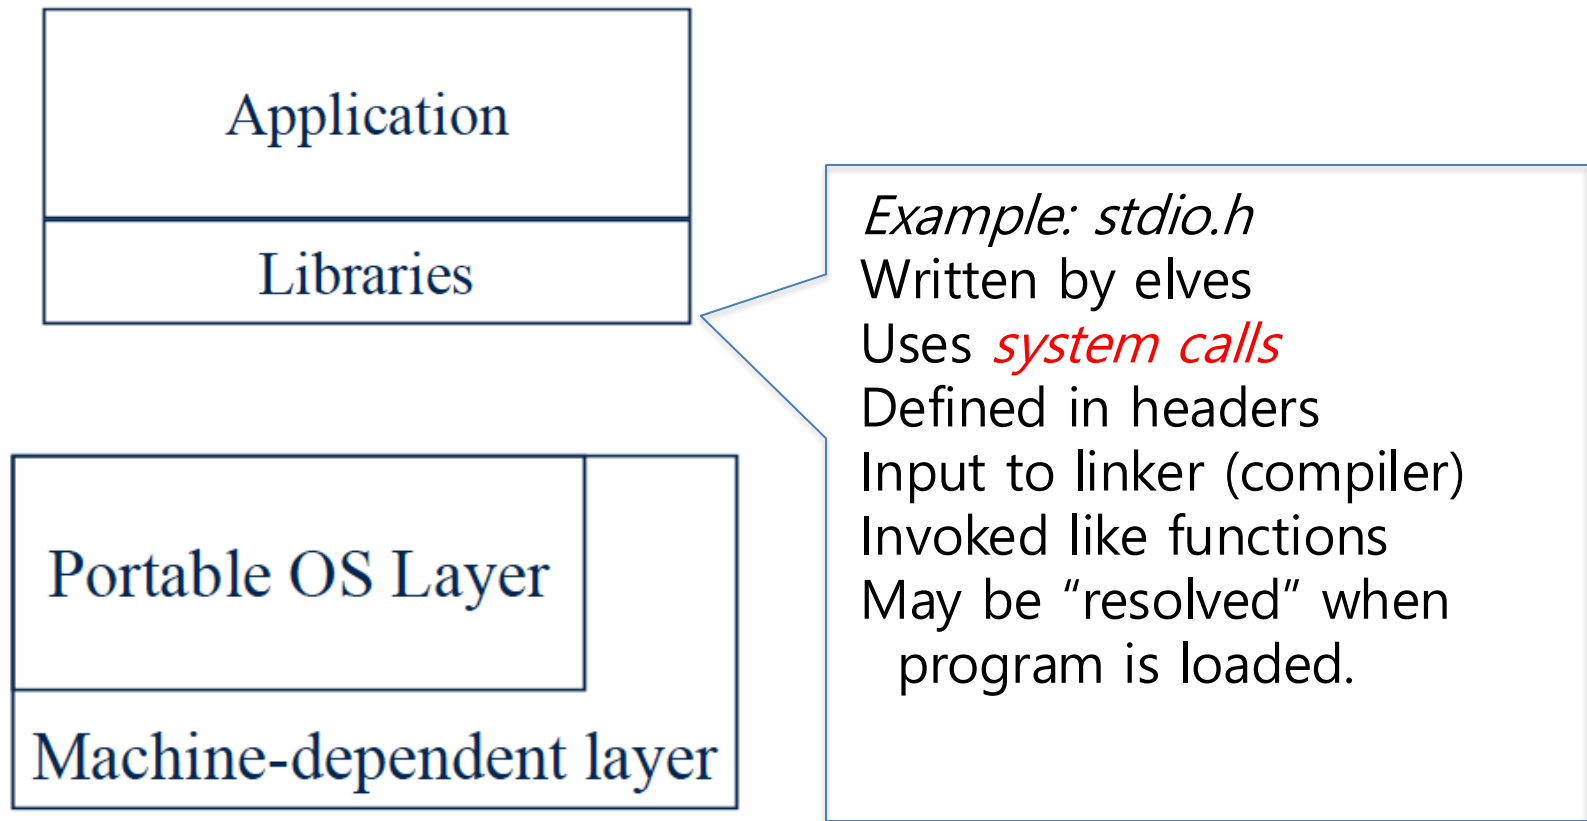 Application
Libraries
Portable OS Layer
Machine-dependent layer
Example: stdio.h
Written by elves
Uses system calls
Defined in headers
Input to linker (compiler)
Invoked like functions
May be “resolved” when
program is loaded.